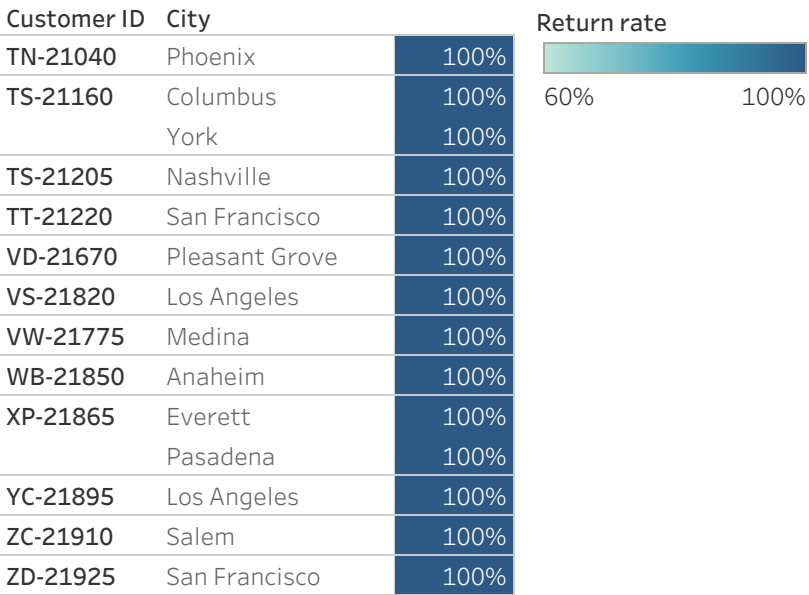 Customer ID City
TN-21040 Phoenix 100%
TS-21160 Columbus 100%
York 100%
TS-21205 Nashville 100%
TT-21220 San Francisco 100%
VD-21670 Pleasant Grove 100%
VS-21820 Los Angeles 100%
VW-21775 Medina 100%
WB-21850 Anaheim 100%
XP-21865 Everett 100%
Pasadena 100%
YC-21895 Los Angeles 100%
ZC-21910 Salem 100%
ZD-21925 San Francisco 100%
Return rate
60% 100%